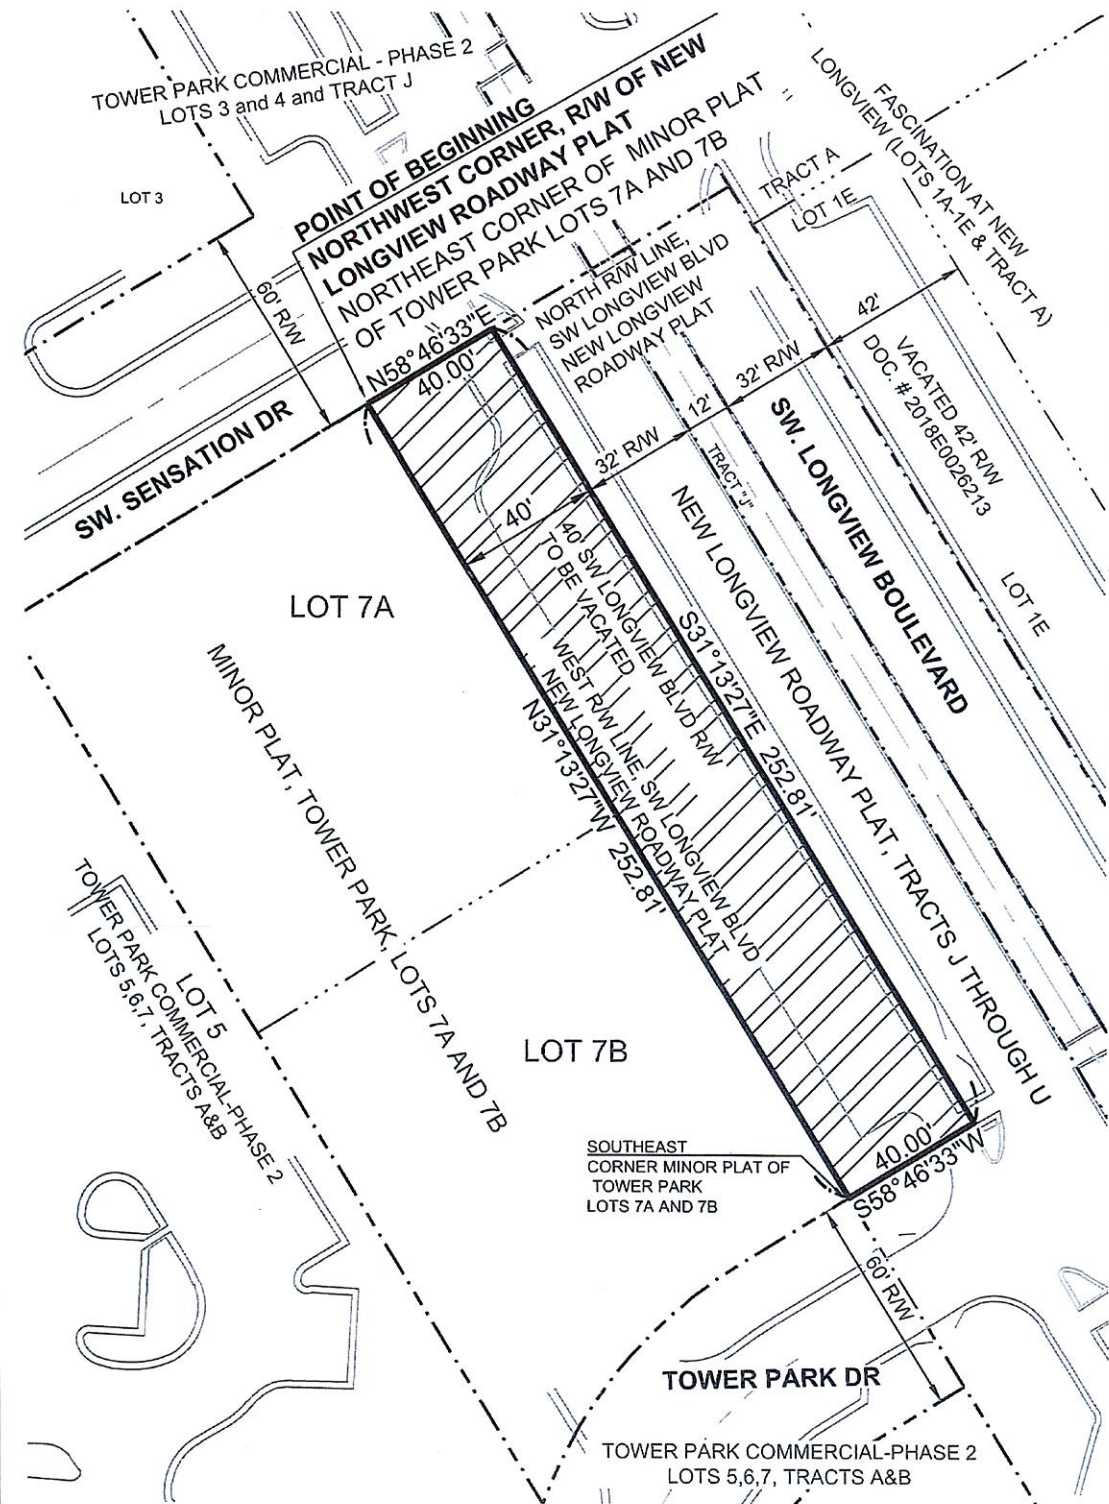 TOWER PARK COMMERCIAL - PHASE 2
LOTS 3 and 4 and TRACT J
LOT 3
POINT OF BEGINNING
NORTHWEST CORNER, R/W OF NEW
LONGVIEW ROADWAY PLAT
NORTHEAST CORNER OF MINOR PLAT
OF TOWER PARK LOTS 7A AND 7B
FASCINATION AT NEW
LONGVIEW (LOTS 1A-1E & TRACT A)
TRACT A
LOT 1E
60' R/W
N58°46'33"E
40.00'
NORTH R/W LINE,
SW LONGVIEW BLVD
NEW LONGVIEW
ROADWAY PLAT
42'
32' R/W
12'
32' R/W
VACATED 42' R/W
DOC. # 2018E0026213
SW. SENSATION DR
TRACT "J"
SW. LONGVIEW BOULEVARD
LOT 1E
40'
40' SW LONGVIEW BLVD R/W
TO BE VACATED
NEW LONGVIEW ROADWAY PLAT, TRACTS J THROUGH U
S31°13'27"E 252.81'
WEST R/W LINE, SW LONGVIEW BLVD
NEW LONGVIEW ROADWAY PLAT
N31°13'27"W 252.81'
LOT 7A
MINOR PLAT, TOWER PARK, LOTS 7A AND 7B
LOT 5
TOWER PARK COMMERCIAL-PHASE 2
LOTS 5,6,7, TRACTS A&B
LOT 7B
SOUTHEAST
CORNER MINOR PLAT OF
TOWER PARK
LOTS 7A AND 7B
40.00'
S58°46'33"W
60' R/W
TOWER PARK DR
TOWER PARK COMMERCIAL-PHASE 2
LOTS 5,6,7, TRACTS A&B